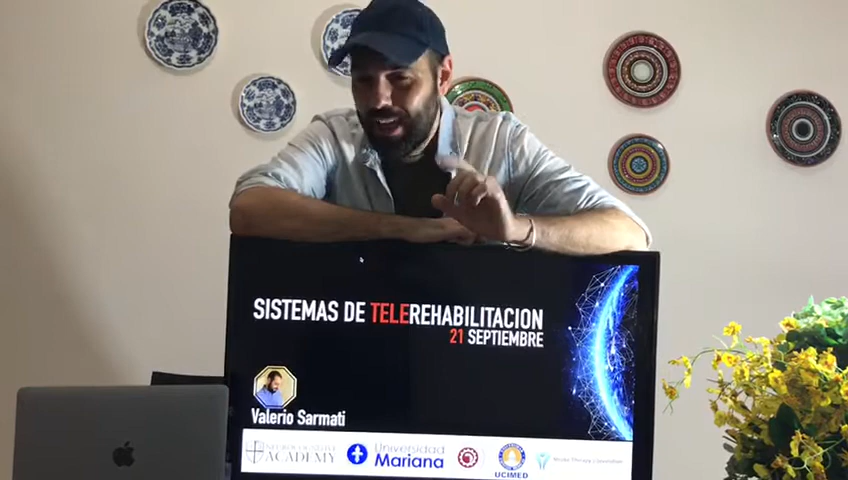 SISTEMAS DE TELEREHABILITACION
21 SEPTIEMBRE
Valerio Sarmati
ACADEMY
Universidad
Mariana
UCIMED